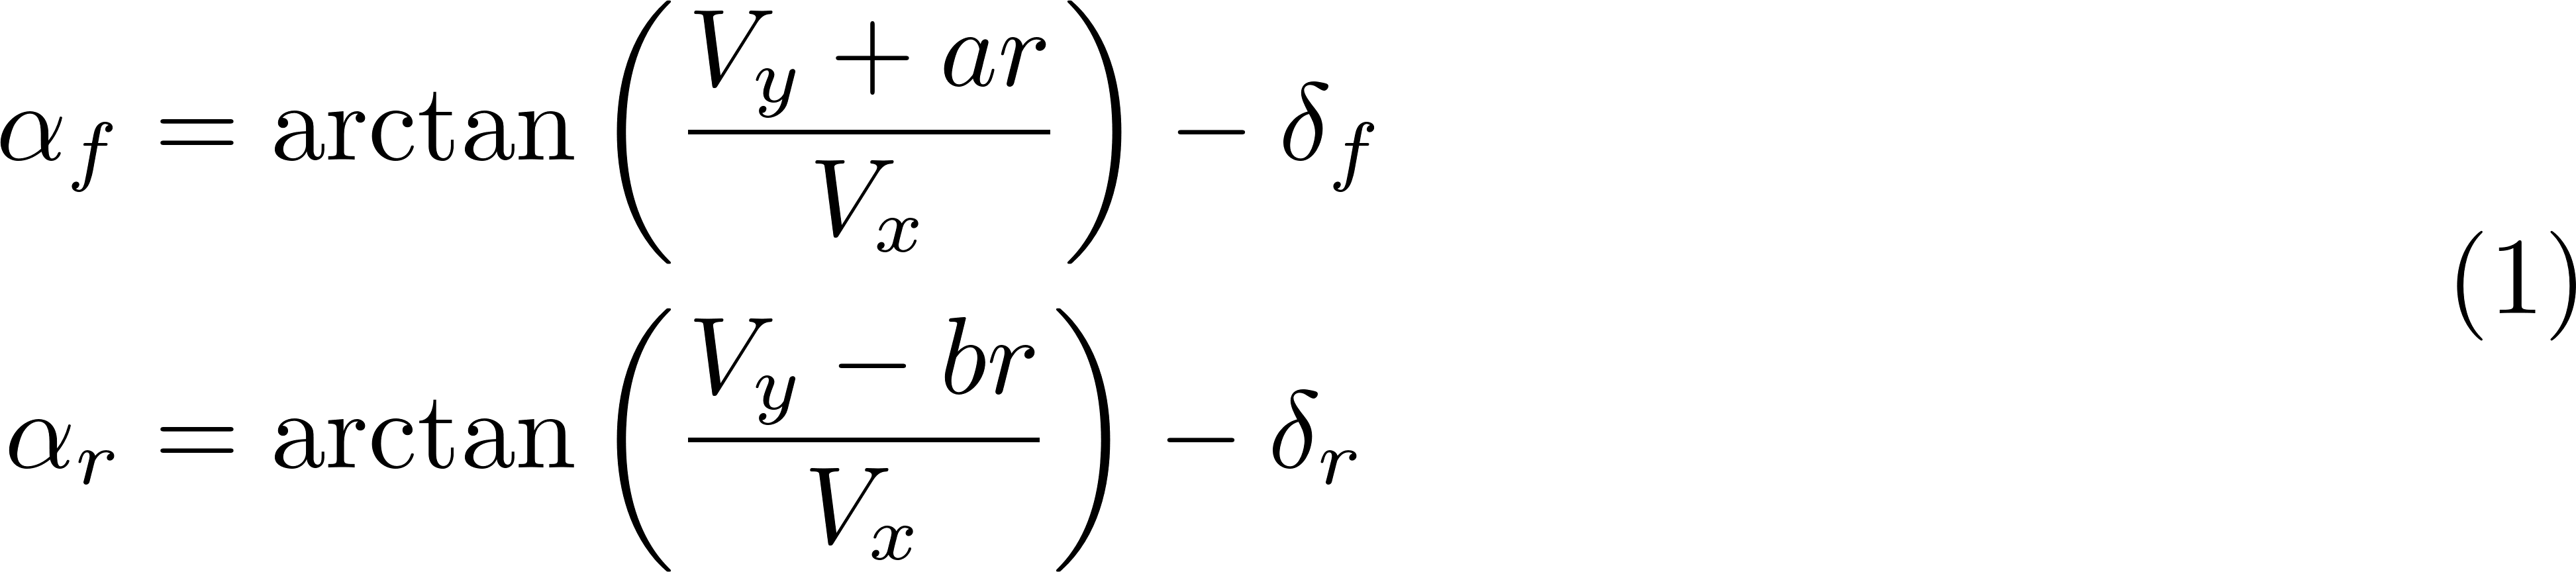 α_f = arctan((V_y + ar)/V_x) − δ_f
(1)
α_r = arctan((V_y − br)/V_x) − δ_r